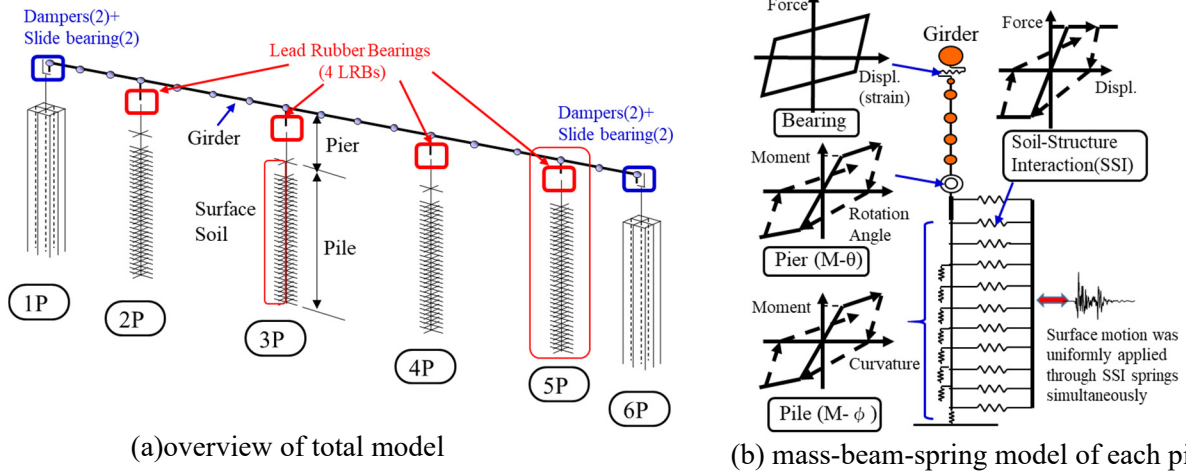 Dampers(2)+
Slide bearing(2)
Lead Rubber Bearings
(4 LRBs)
Dampers(2)+
Slide bearing(2)
Girder
Pier
Surface
Soil
Pile
1P
2P
3P
4P
5P
6P
(a)overview of total model
Force
Displ.
(strain)
Bearing
Girder
Force
Displ.
Soil-Structure
Interaction(SSI)
Moment
Rotation
Angle
Pier (M-θ)
Moment
Curvature
Pile (M- ϕ )
Surface motion was
uniformly applied
through SSI springs
simultaneously
(b) mass-beam-spring model of each pi